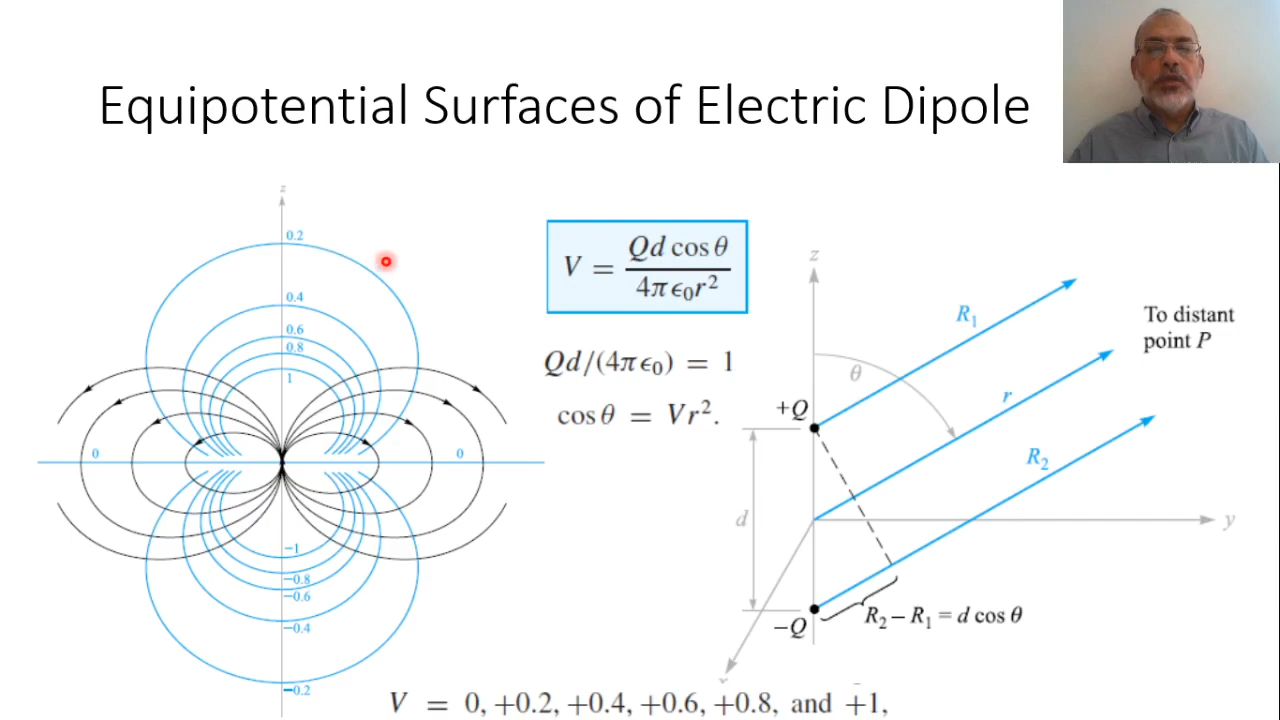 Equipotential Surfaces of Electric Dipole
z
0.2
0.4
0.6
0.8
1
0
0
−1
−0.8
−0.6
−0.4
−0.2
V = Qd cos θ / 4πϵ0r²
Qd/(4πϵ0) = 1
cos θ = Vr².
z
R1
To distant
point P
θ
r
+Q
R2
d
y
−Q
R2 − R1 = d cos θ
x
V = 0, +0.2, +0.4, +0.6, +0.8, and +1,